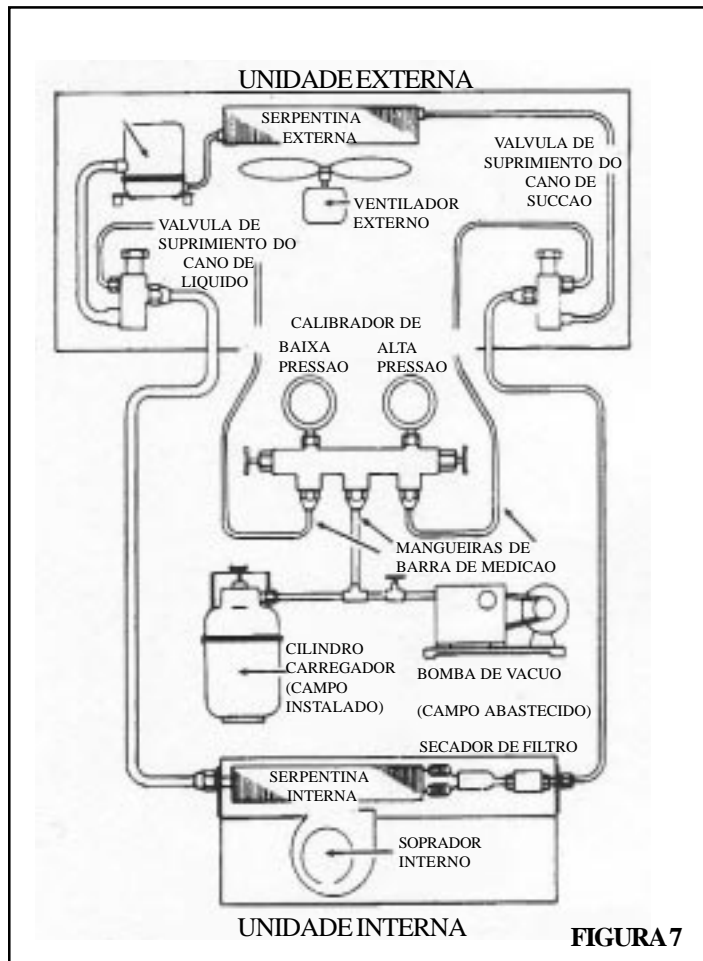 UNIDADE EXTERNA
SERPENTINA
EXTERNA
VALVULA DE
SUPRIMIENTO DO
CANO DE
SUCCAO
VENTILADOR
EXTERNO
VALVULA DE
SUPRIMIENTO DO
CANO DE
LIQUIDO
CALIBRADOR DE
BAIXA
PRESSAO
ALTA
PRESSAO
MANGUEIRAS DE
BARRA DE MEDICAO
CILINDRO
CARREGADOR
(CAMPO
INSTALADO)
BOMBA DE VACUO
(CAMPO ABASTECIDO)
SECADOR DE FILTRO
SERPENTINA
INTERNA
SOPRADOR
INTERNO
UNIDADE INTERNA
FIGURA 7